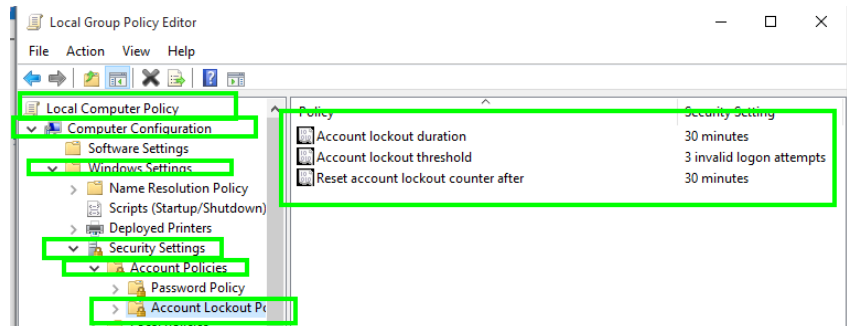 Local Group Policy Editor
File Action View Help
Local Computer Policy
Computer Configuration
Software Settings
Windows Settings
Name Resolution Policy
Scripts (Startup/Shutdown)
Deployed Printers
Security Settings
Account Policies
Password Policy
Account Lockout Po
Policy Security Setting
Account lockout duration 30 minutes
Account lockout threshold 3 invalid logon attempts
Reset account lockout counter after 30 minutes